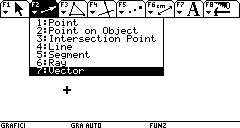 F1 F2 F3 F4 F5 F6 cm F7 A F8
1:Point
2:Point on Object
3:Intersection Point
4:Line
5:Segment
6:Ray
7:Vector
GRAFICI GRA AUTO FUNZ